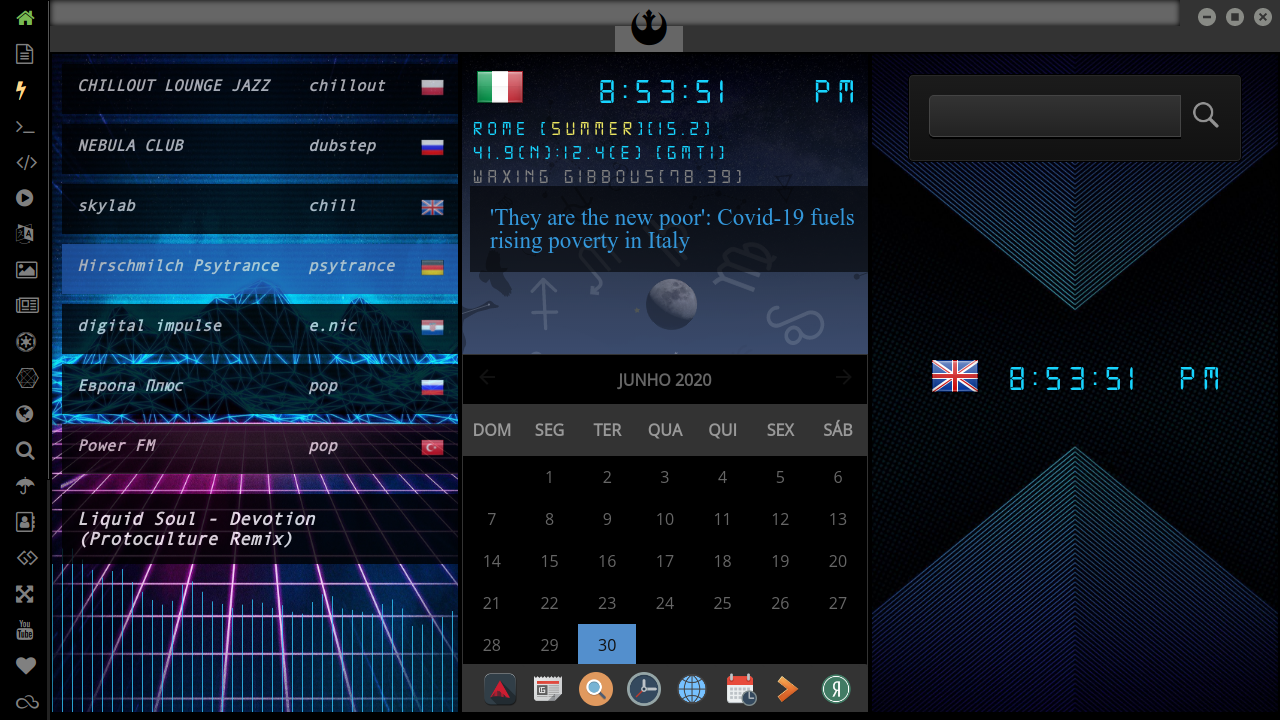 CHILLOUT LOUNGE JAZZ chillout
NEBULA CLUB dubstep
skylab chill
Hirschmilch Psytrance psytrance
digital impulse e.nic
Европа Плюс pop
Power FM pop
Liquid Soul - Devotion
(Protoculture Remix)
8:53:51 PM
ROME (SUMMER)(15.2)
41.9(N):12.4(E) (GMT1)
WAXING GIBBOUS(78.39)
'They are the new poor': Covid-19 fuels
rising poverty in Italy
JUNHO 2020
DOM SEG TER QUA QUI SEX SÁB
1 2 3 4 5 6
7 8 9 10 11 12 13
14 15 16 17 18 19 20
21 22 23 24 25 26 27
28 29 30
8:53:51 PM
You
Tube
Я